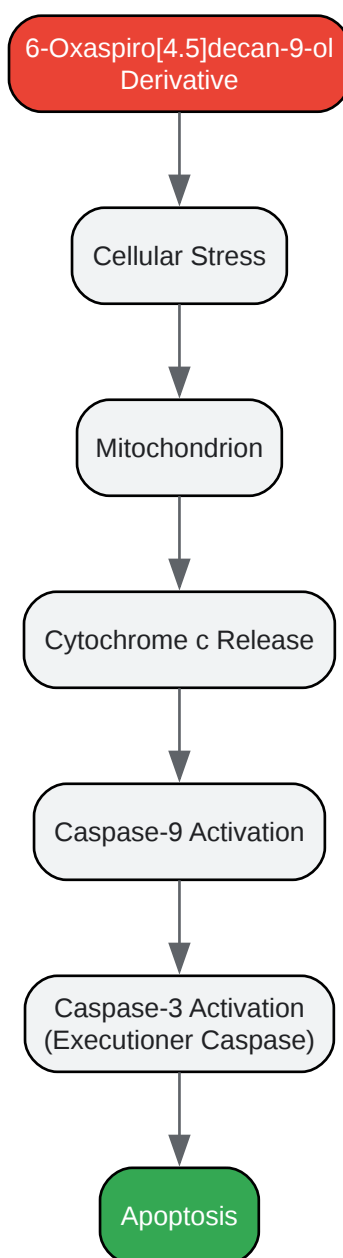 6-Oxaspiro[4.5]decan-9-ol
Derivative
Cellular Stress
Mitochondrion
Cytochrome c Release
Caspase-9 Activation
Caspase-3 Activation
(Executioner Caspase)
Apoptosis